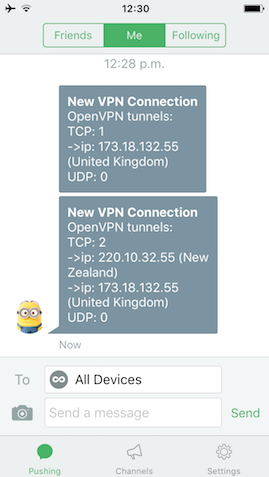 12:30
Friends Me Following
12:28 p.m.
New VPN Connection
OpenVPN tunnels:
TCP: 1
->ip: 173.18.132.55
(United Kingdom)
UDP: 0
New VPN Connection
OpenVPN tunnels:
TCP: 2
->ip: 220.10.32.55 (New
Zealand)
->ip: 173.18.132.55
(United Kingdom)
UDP: 0
Now
To All Devices
Send a message Send
Pushing Channels Settings